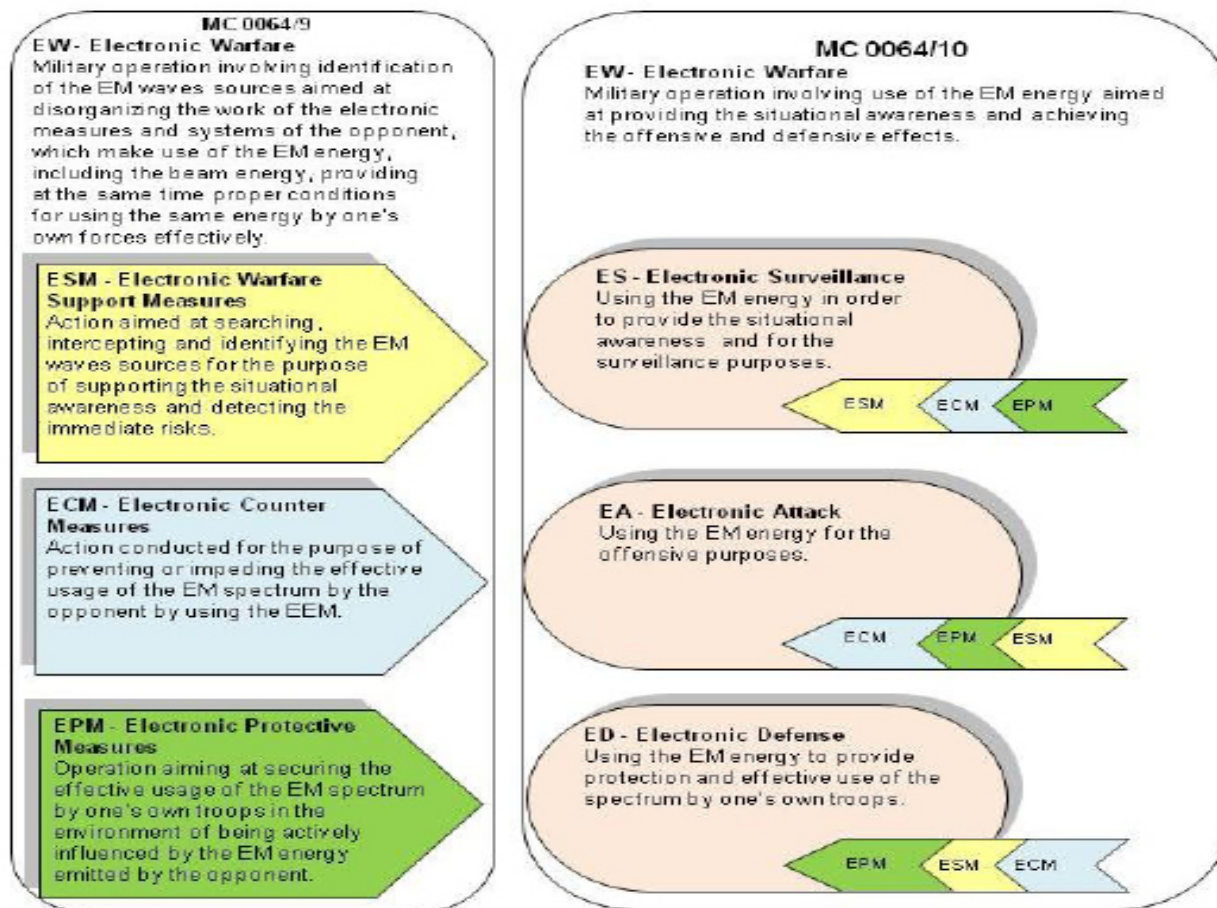 MC 0064/9
EW- Electronic Warfare
Military operation involving identification
of the EM waves sources aimed at
disorganizing the work of the electronic
measures and systems of the opponent,
which make use of the EM energy,
including the beam energy, providing
at the same time proper conditions
for using the same energy by one's
own forces effectively.
ESM - Electronic Warfare
Support Measures
Action aimed at searching,
intercepting and identifying the EM
waves sources for the purpose
of supporting the situational
awareness and detecting the
immediate risks.
ECM - Electronic Counter
Measures
Action conducted for the purpose of
preventing or impeding the effective
usage of the EM spectrum by the
opponent by using the EEM.
EPM - Electronic Protective
Measures
Operation aiming at securing the
effective usage of the EM spectrum
by one's own troops in the
environment of being actively
influenced by the EM energy
emitted by the opponent.
MC 0064/10
EW- Electronic Warfare
Military operation involving use of the EM energy aimed
at providing the situational awareness and achieving
the offensive and defensive effects.
ES - Electronic Surveillance
Using the EM energy in order
to provide the situational
awareness and for the
surveillance purposes.
ESM ECM EPM
EA - Electronic Attack
Using the EM energy for the
offensive purposes.
ECM EPM ESM
ED - Electronic Defense
Using the EM energy to provide
protection and effective use of the
spectrum by one's own troops.
EPM ESM ECM